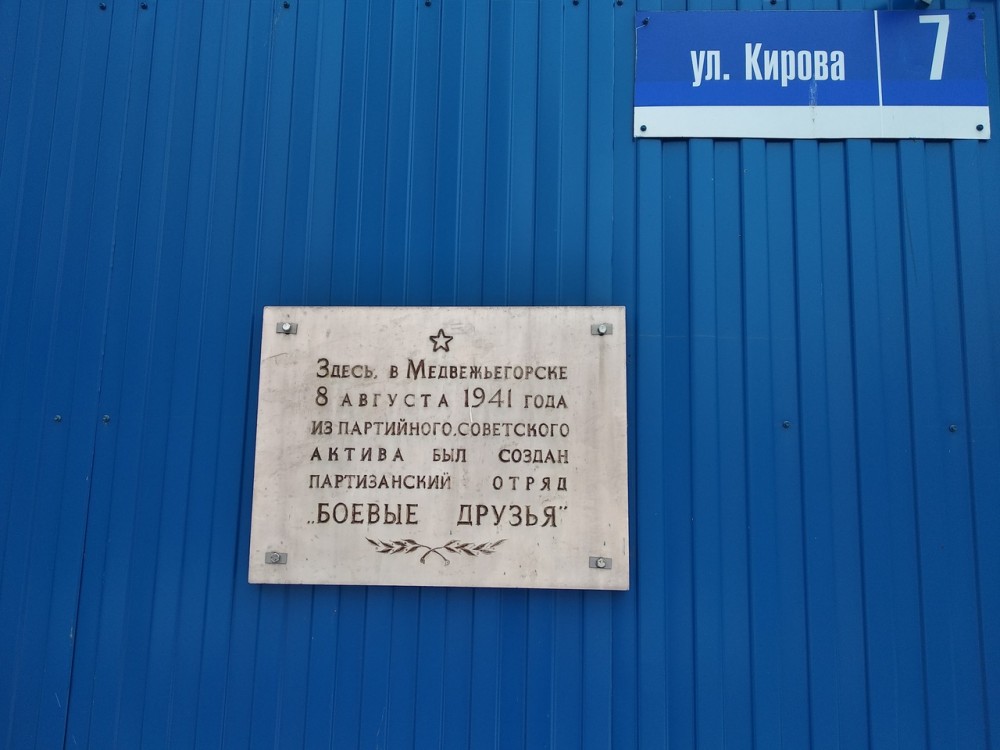 ул. Кирова 7
Здесь, в Медвежьегорске
8 августа 1941 года
из партийного, советского
актива был создан
партизанский отряд
„БОЕВЫЕ ДРУЗЬЯ"